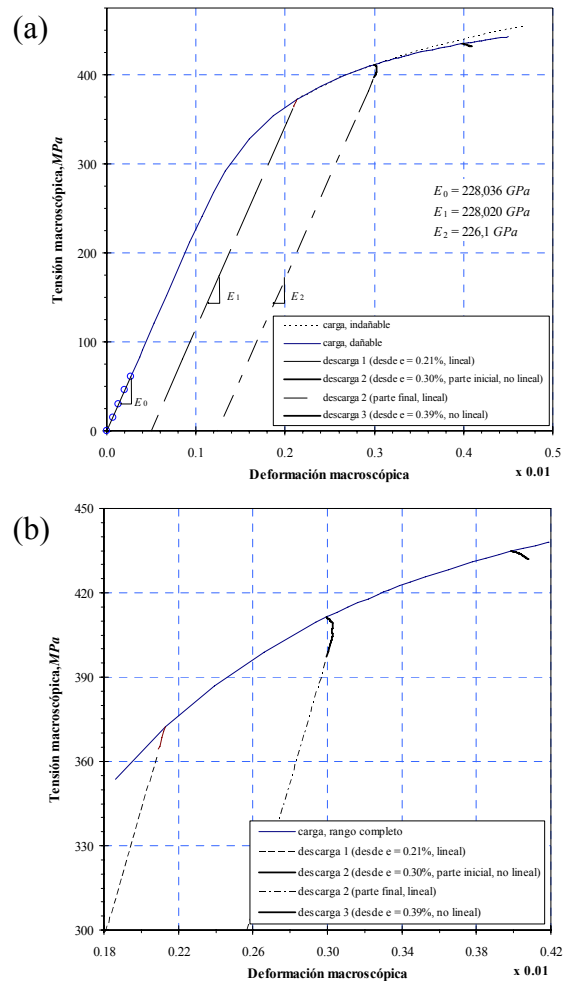 (a)
Tensión macroscópica, MPa
400
300
200
100
0
0.0
0.1
0.2
0.3
0.4
0.5
Deformación macroscópica
x 0.01
E0 = 228,036 GPa
E1 = 228,020 GPa
E2 = 226,1 GPa
E1
E2
E0
carga, indañable
carga, dañable
descarga 1 (desde e = 0.21%, lineal)
descarga 2 (desde e = 0.30%, parte inicial, no lineal)
descarga 2 (parte final, lineal)
descarga 3 (desde e = 0.39%, no lineal)
(b)
Tensión macroscópica, MPa
450
420
390
360
330
300
0.18
0.22
0.26
0.30
0.34
0.38
0.42
Deformación macroscópica
x 0.01
carga, rango completo
descarga 1 (desde e = 0.21%, lineal)
descarga 2 (desde e = 0.30%, parte inicial, no lineal)
descarga 2 (parte final, lineal)
descarga 3 (desde e = 0.39%, no lineal)